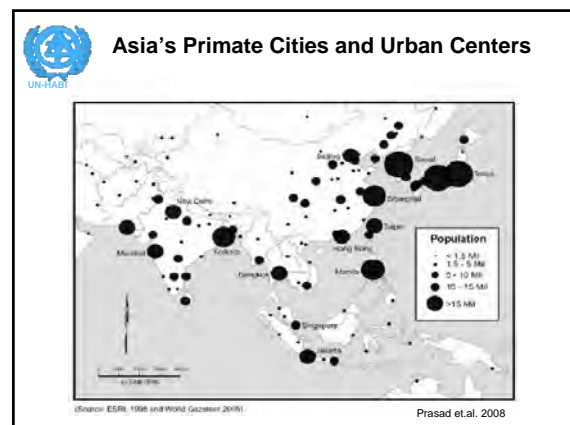 Asia's Primate Cities and Urban Centers
UN-HABI
Beijing
Seoul
Tokyo
Shanghai
New Delhi
Taipei
Hong Kong
Mumbai
Kolkata
Manila
Bangkok
Singapore
Jakarta
Population
< 1.5 Mil
1.5 - 5 Mil
5 - 10 Mil
10 - 15 Mil
>15 Mil
(Source: ESRI, 1998 and World Gazetteer,
Prasad et.al. 2008